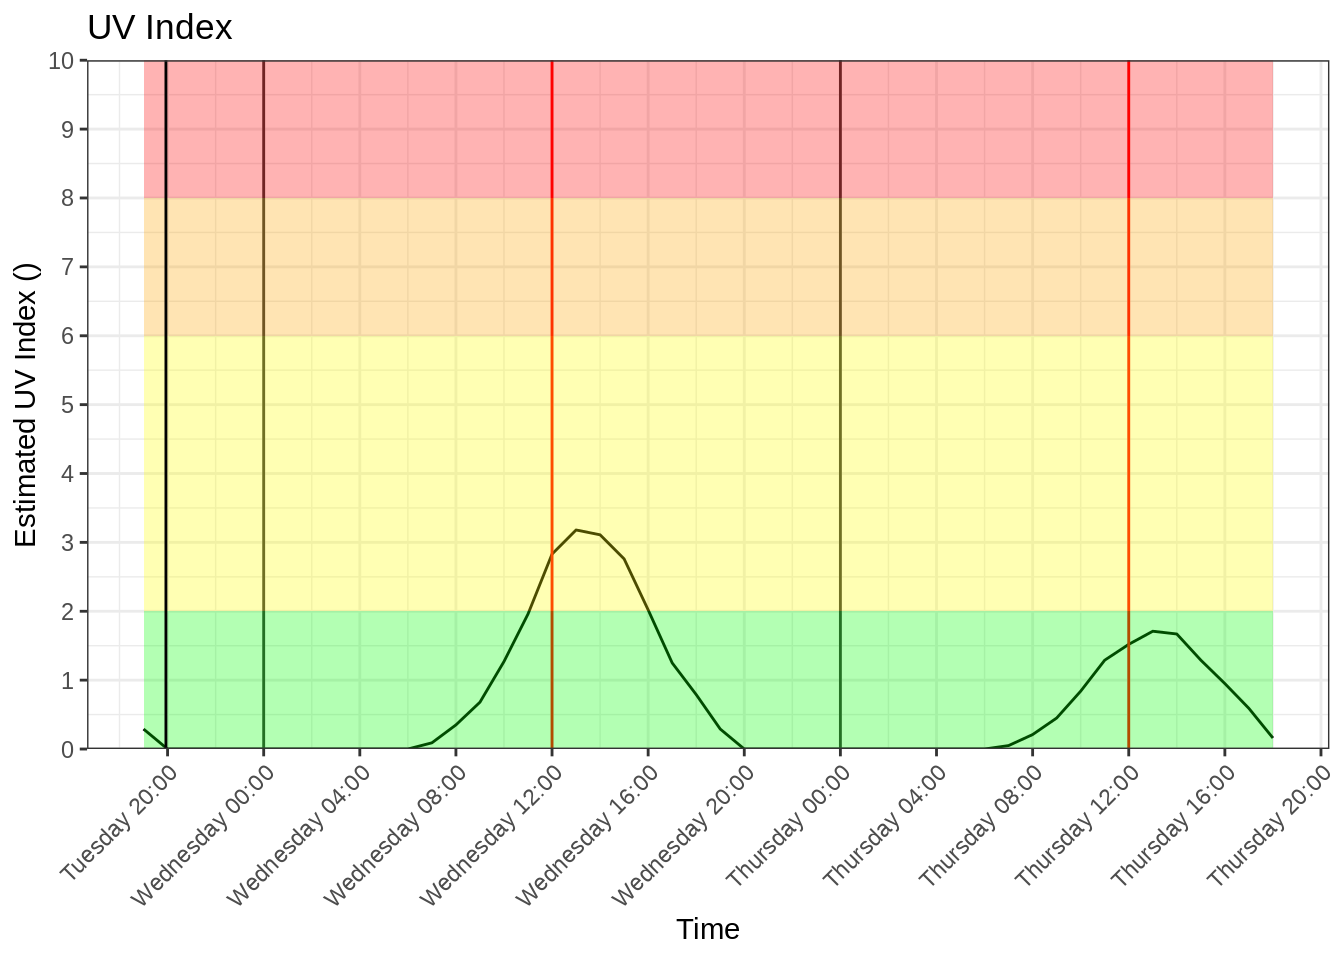 UV Index
Estimated UV Index ()
10
9
8
7
6
5
4
3
2
1
0
Tuesday 20:00
Wednesday 00:00
Wednesday 04:00
Wednesday 08:00
Wednesday 12:00
Wednesday 16:00
Wednesday 20:00
Thursday 00:00
Thursday 04:00
Thursday 08:00
Thursday 12:00
Thursday 16:00
Thursday 20:00
Time